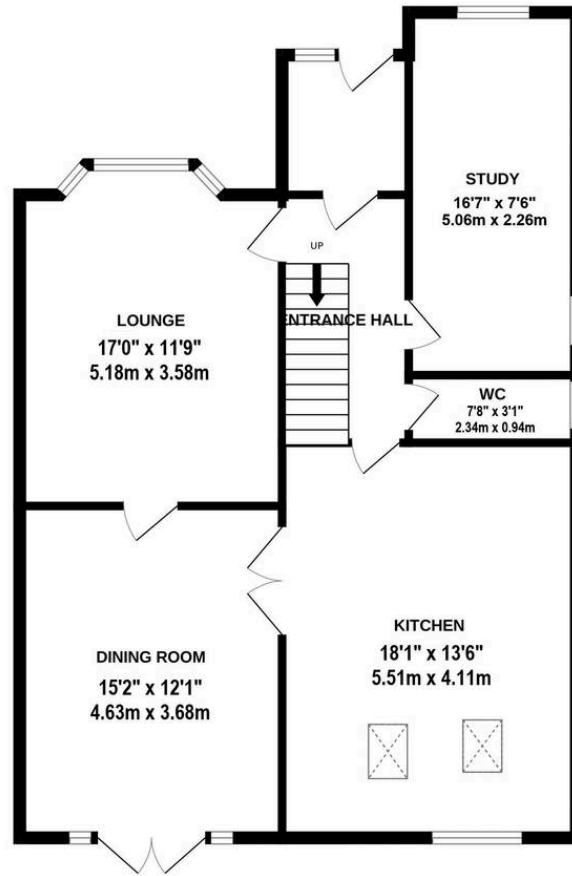 STUDY
16'7" x 7'6"
5.06m x 2.26m
UP
ENTRANCE HALL
LOUNGE
17'0" x 11'9"
5.18m x 3.58m
WC
7'8" x 3'1"
2.34m x 0.94m
KITCHEN
18'1" x 13'6"
5.51m x 4.11m
DINING ROOM
15'2" x 12'1"
4.63m x 3.68m